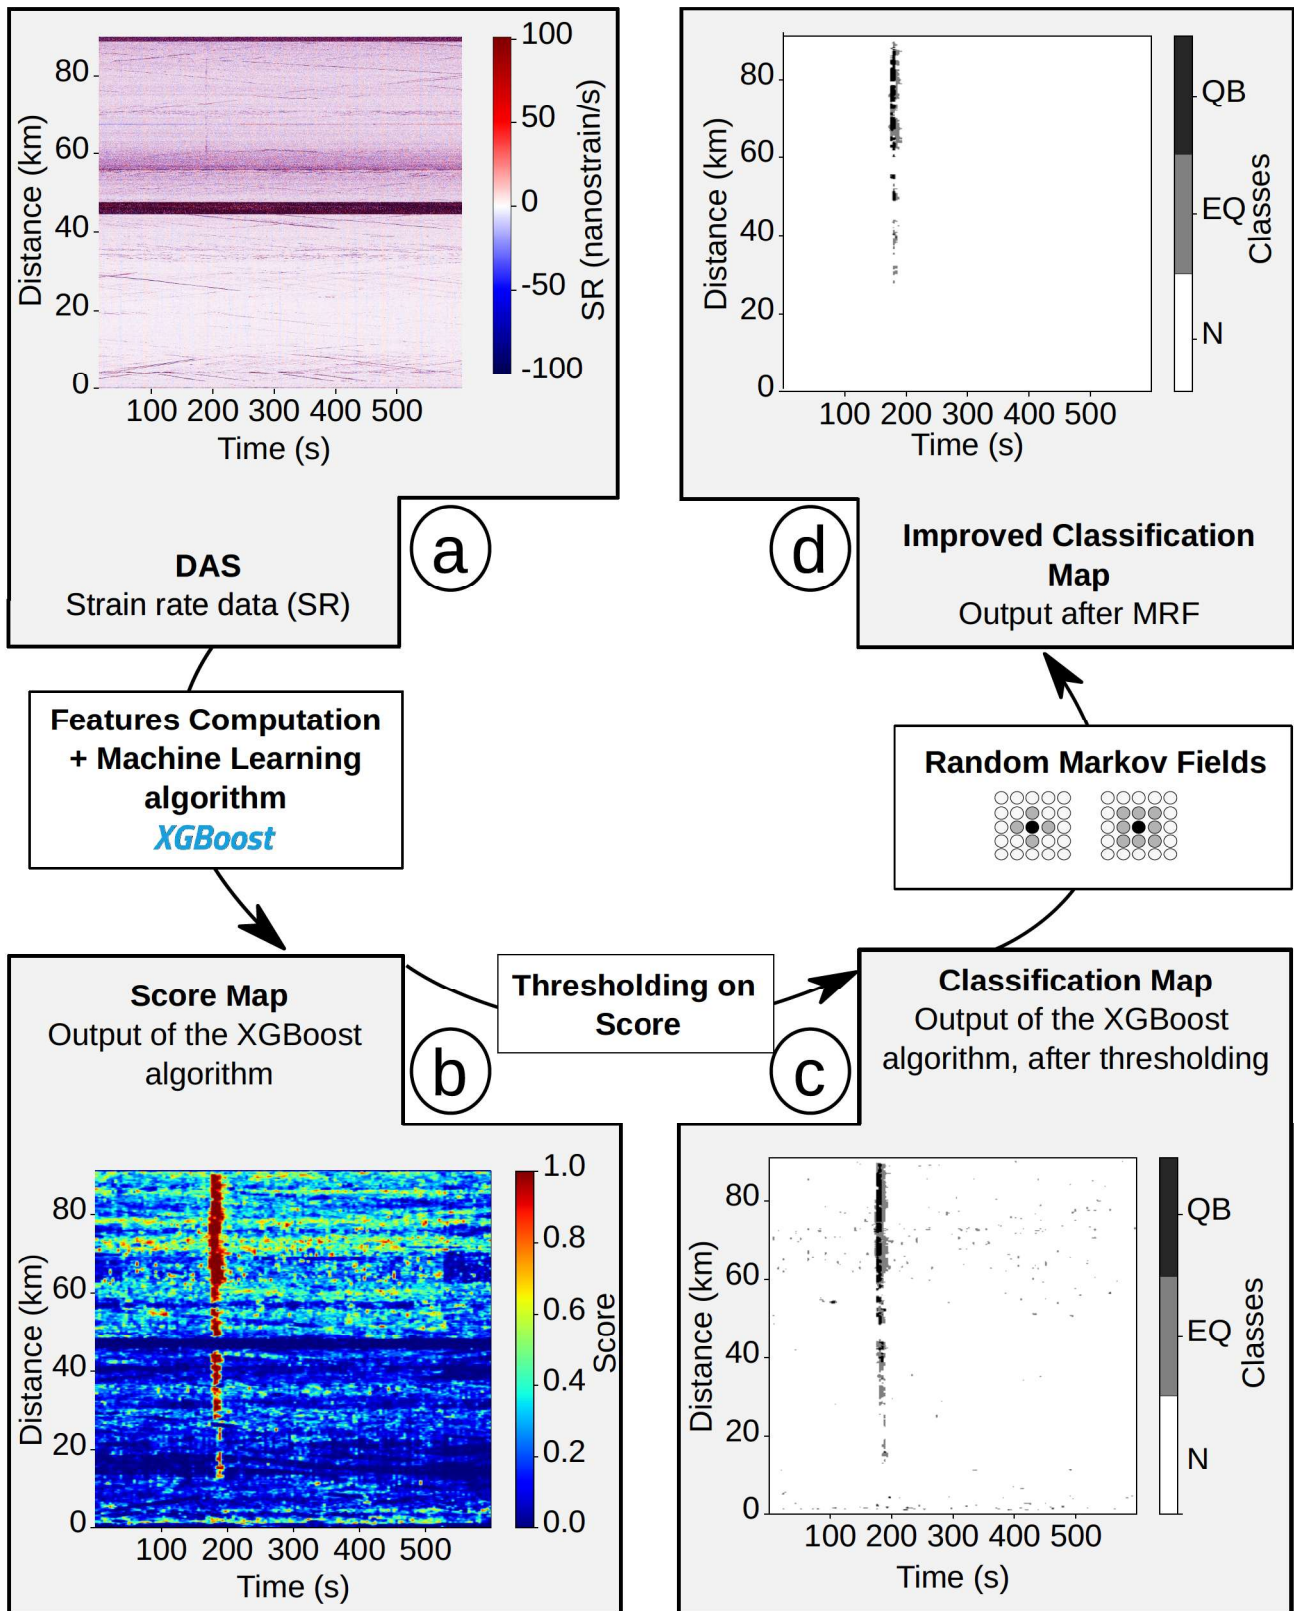 100
50
0
-50
-100
SR (nanostrain/s)
80
60
40
20
0
Distance (km)
100 200 300 400 500
Time (s)
DAS
Strain rate data (SR)
a
Features Computation
+ Machine Learning
algorithm
XGBoost
Score Map
Output of the XGBoost
algorithm
b
80
60
40
20
0
Distance (km)
100 200 300 400 500
Time (s)
1.0
0.8
0.6
0.4
0.2
0.0
Score
Thresholding on
Score
c
Classification Map
Output of the XGBoost
algorithm, after thresholding
80
60
40
20
0
Distance (km)
100 200 300 400 500
Time (s)
QB
EQ
N
Classes
Random Markov Fields
d
Improved Classification
Map
Output after MRF
80
60
40
20
0
Distance (km)
100 200 300 400 500
Time (s)
QB
EQ
N
Classes